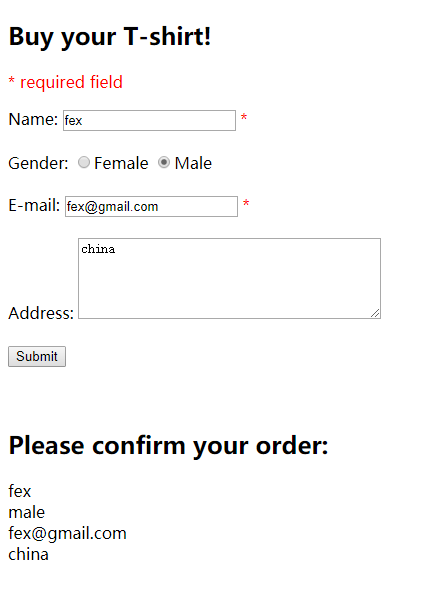 Buy your T-shirt!
* required field
Name: fex *
Gender: Female Male
E-mail: fex@gmail.com *
china
Address:
Submit
Please confirm your order:
fex
male
fex@gmail.com
china